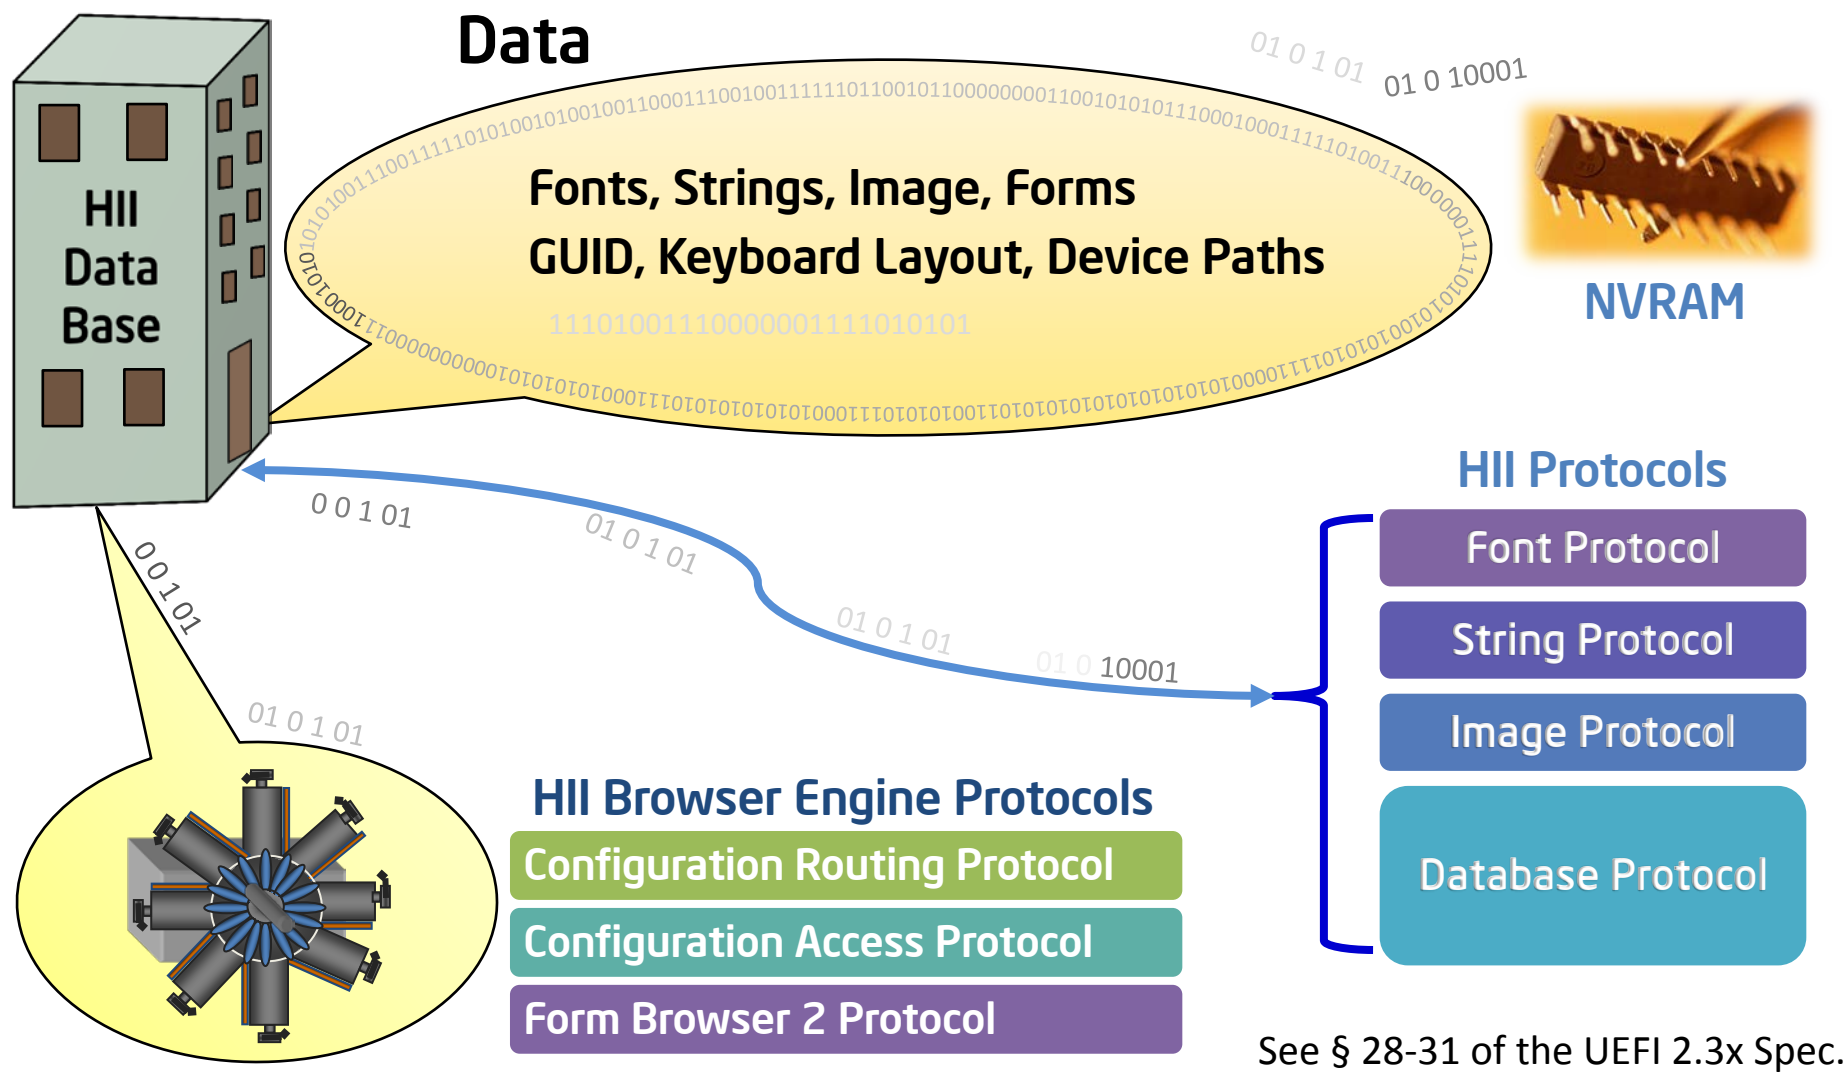 Data
01 0 1 01
01 0 10001
HII
Data
Base
Fonts, Strings, Image, Forms
GUID, Keyboard Layout, Device Paths
11101001110000001111010101
NVRAM
HII Protocols
0 0 1 01
01 0 1 01
Font Protocol
0 0 1 01
String Protocol
01 0 1 01
01 0 10001
Image Protocol
01 0 1 01
HII Browser Engine Protocols
Configuration Routing Protocol
Database Protocol
Configuration Access Protocol
Form Browser 2 Protocol
See § 28-31 of the UEFI 2.3x Spec.